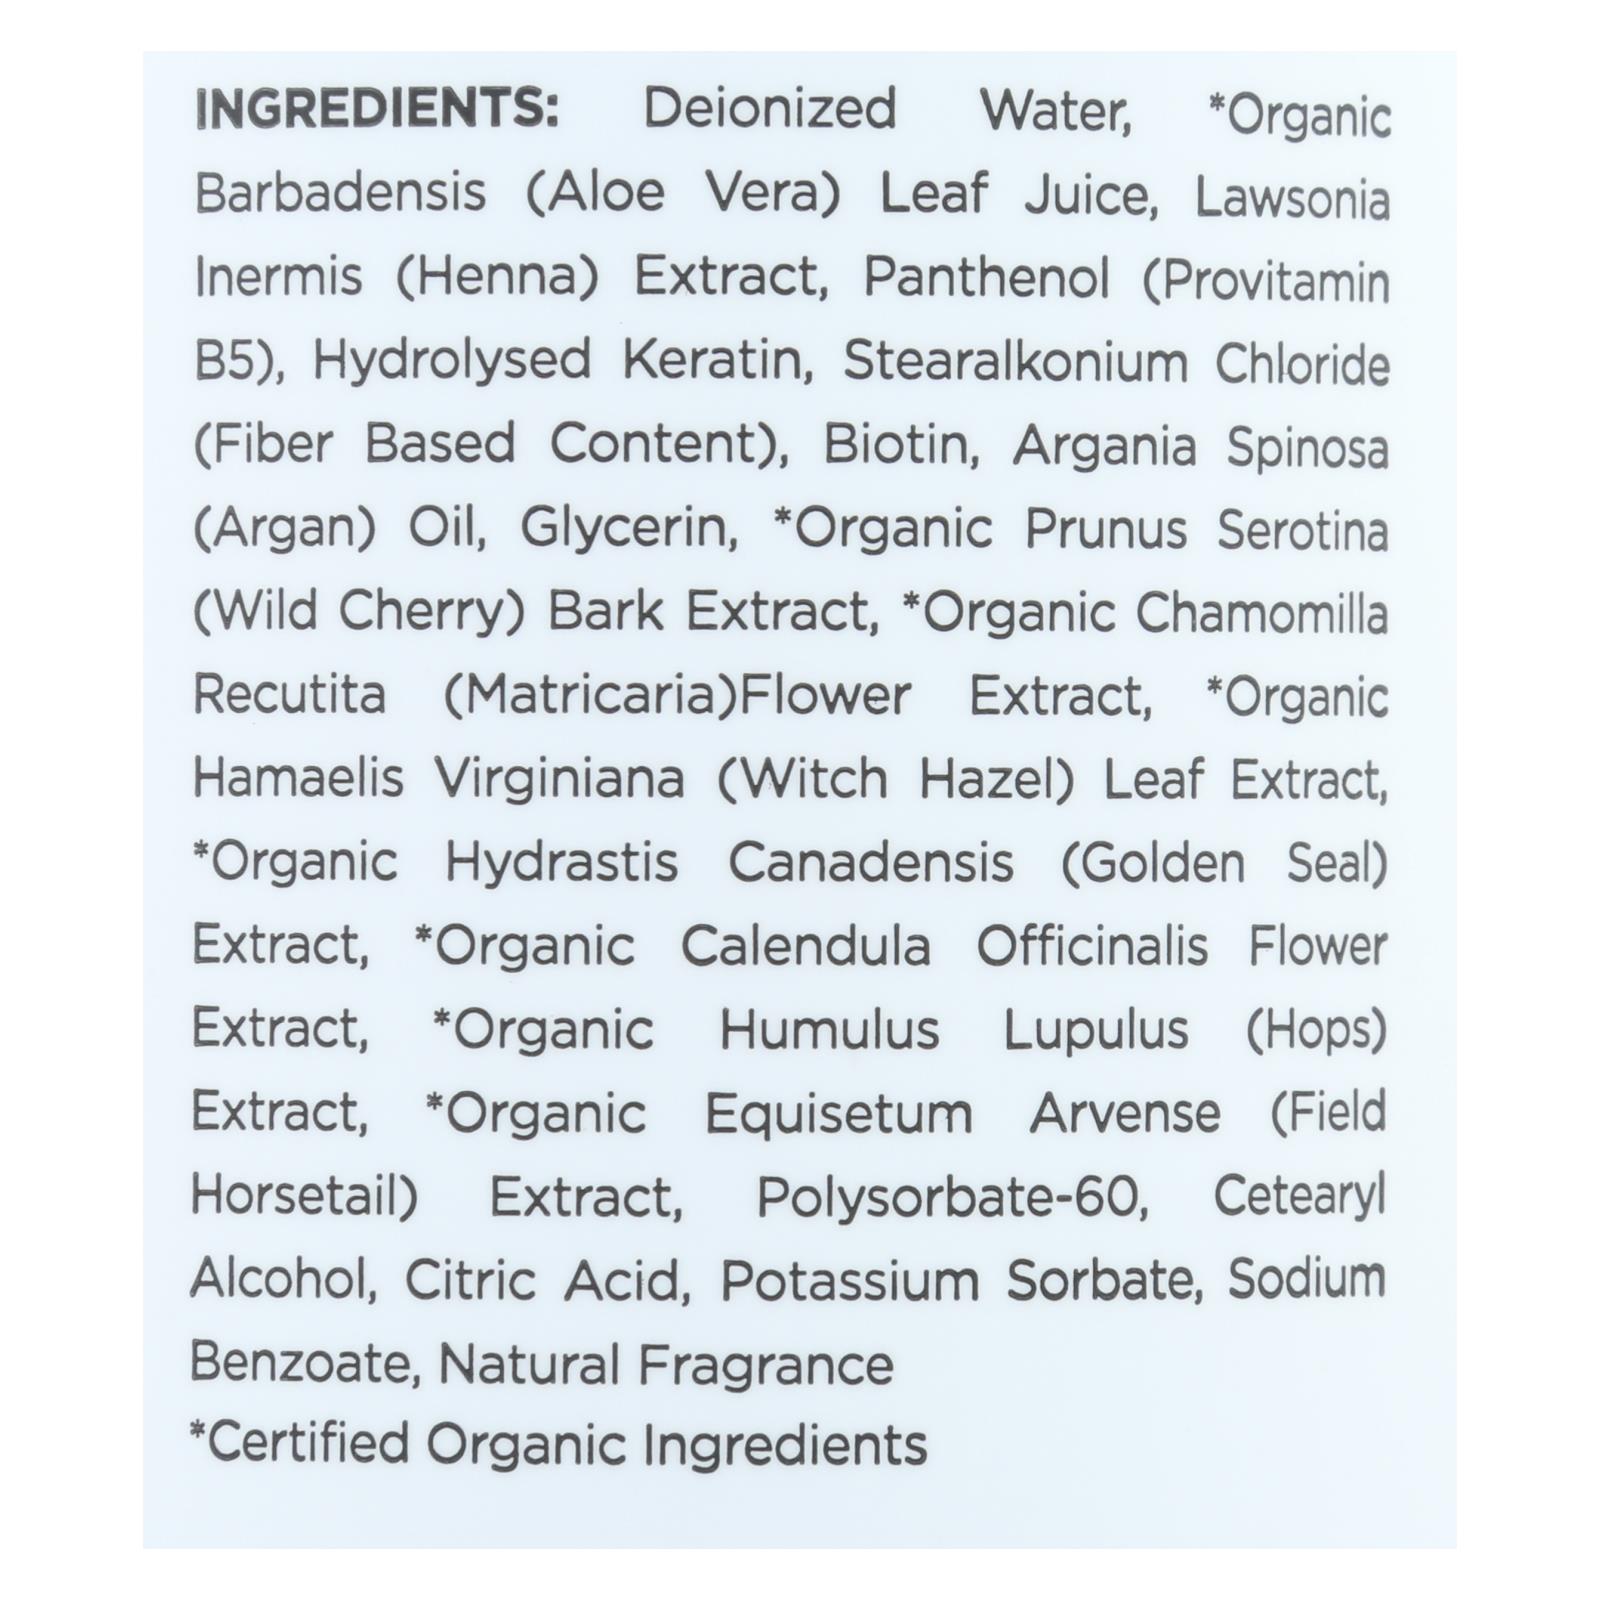 INGREDIENTS: Deionized Water, *Organic
Barbadensis (Aloe Vera) Leaf Juice, Lawsonia
Inermis (Henna) Extract, Panthenol (Provitamin
B5), Hydrolysed Keratin, Stearalkonium Chloride
(Fiber Based Content), Biotin, Argania Spinosa
(Argan) Oil, Glycerin, *Organic Prunus Serotina
(Wild Cherry) Bark Extract, *Organic Chamomilla
Recutita (Matricaria)Flower Extract, *Organic
Hamaelis Virginiana (Witch Hazel) Leaf Extract,
*Organic Hydrastis Canadensis (Golden Seal)
Extract, *Organic Calendula Officinalis Flower
Extract, *Organic Humulus Lupulus (Hops)
Extract, *Organic Equisetum Arvense (Field
Horsetail) Extract, Polysorbate-60, Cetearyl
Alcohol, Citric Acid, Potassium Sorbate, Sodium
Benzoate, Natural Fragrance
*Certified Organic Ingredients